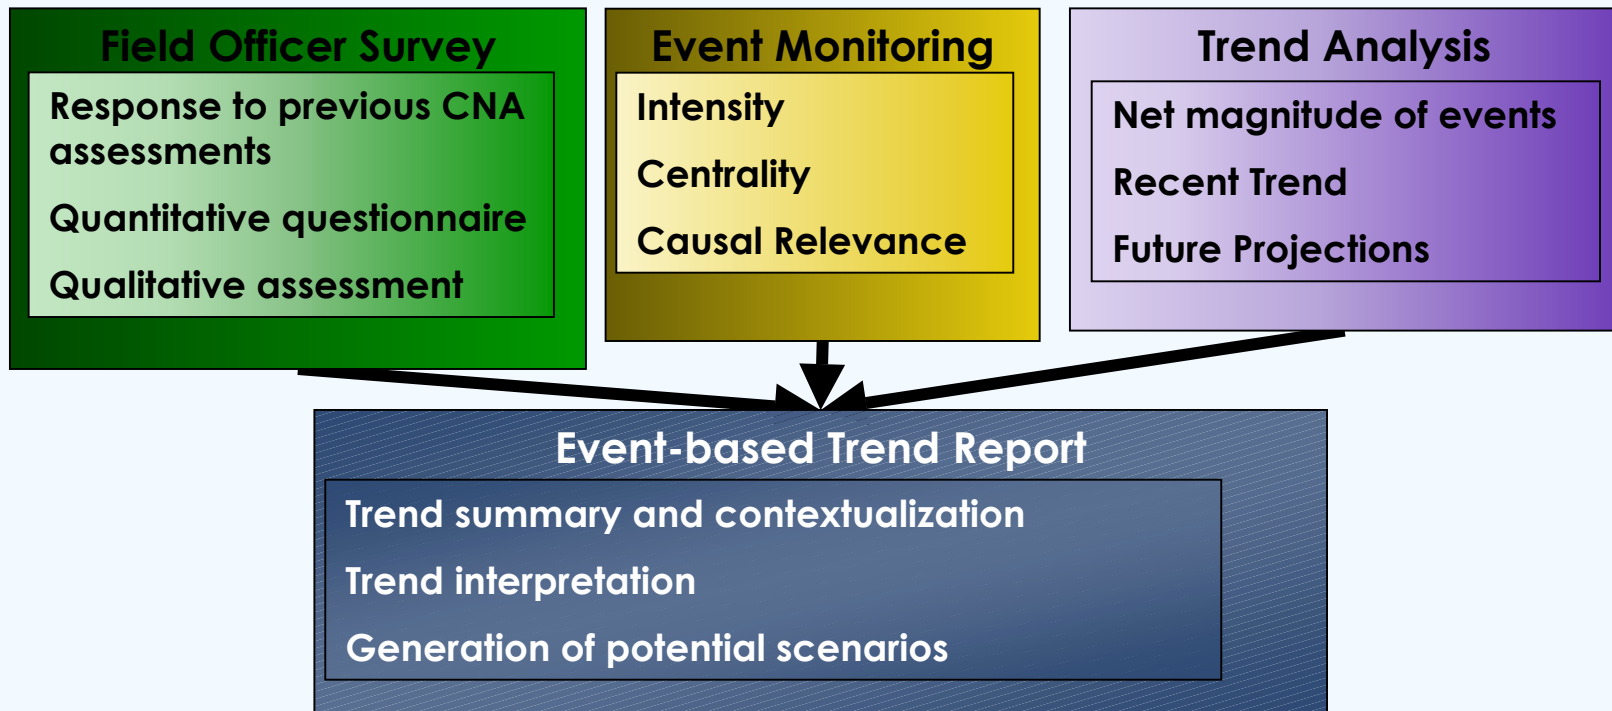 Field Officer Survey
Response to previous CNA
assessments
Quantitative questionnaire
Qualitative assessment
Event Monitoring
Intensity
Centrality
Causal Relevance
Trend Analysis
Net magnitude of events
Recent Trend
Future Projections
Event-based Trend Report
Trend summary and contextualization
Trend interpretation
Generation of potential scenarios